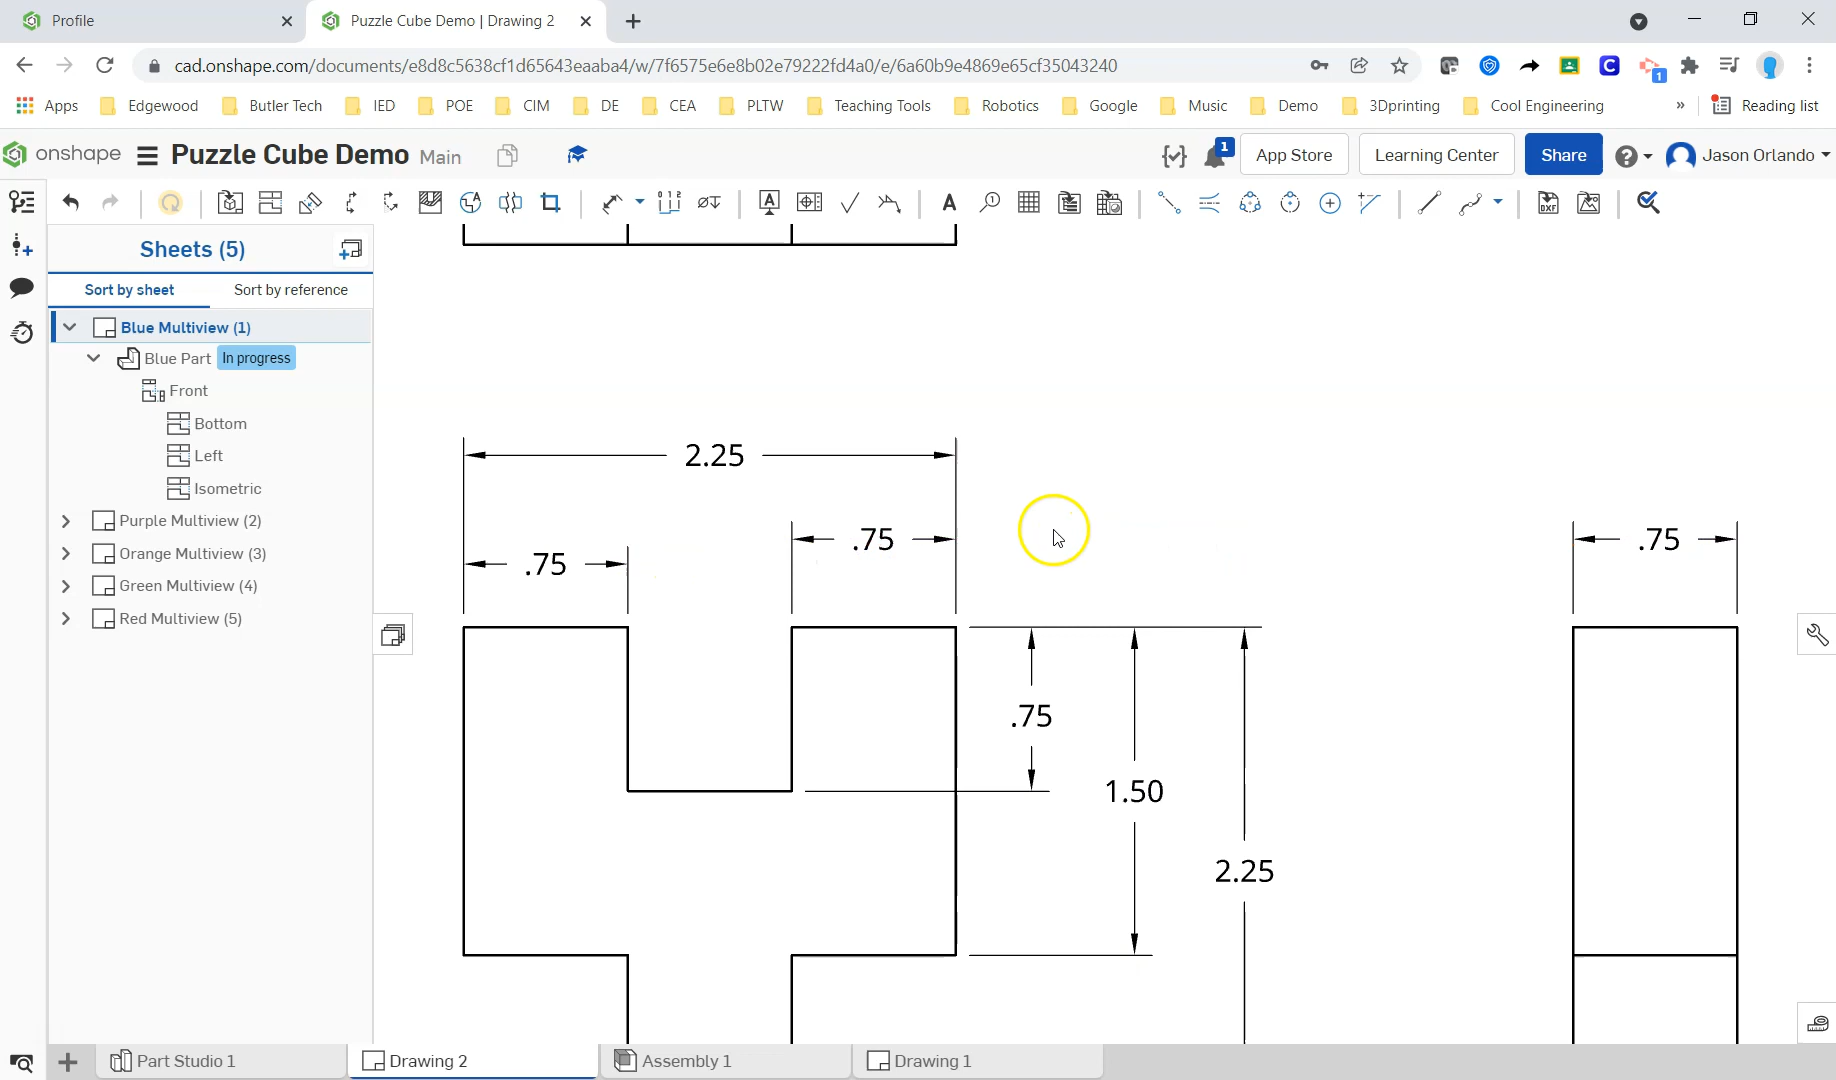 Profile
Puzzle Cube Demo | Drawing 2
cad.onshape.com/documents/e8d8c5638cf1d65643eaaba4/w/7f6575e6e8b02e79222fd4a0/e/6a60b9e4869e65cf35043240
1
Apps Edgewood Butler Tech IED POE CIM DE CEA PLTW Teaching Tools Robotics Google Music Demo 3Dprinting Cool Engineering » Reading list
onshape Puzzle Cube Demo Main 1 App Store Learning Center Share Jason Orlando
Sheets (5)
Sort by sheet Sort by reference
Blue Multiview (1)
Blue Part In progress
Front
Bottom
Left
Isometric
Purple Multiview (2)
Orange Multiview (3)
Green Multiview (4)
Red Multiview (5)
2.25
.75 .75 .75
.75
1.50
2.25
Part Studio 1 Drawing 2 Assembly 1 Drawing 1